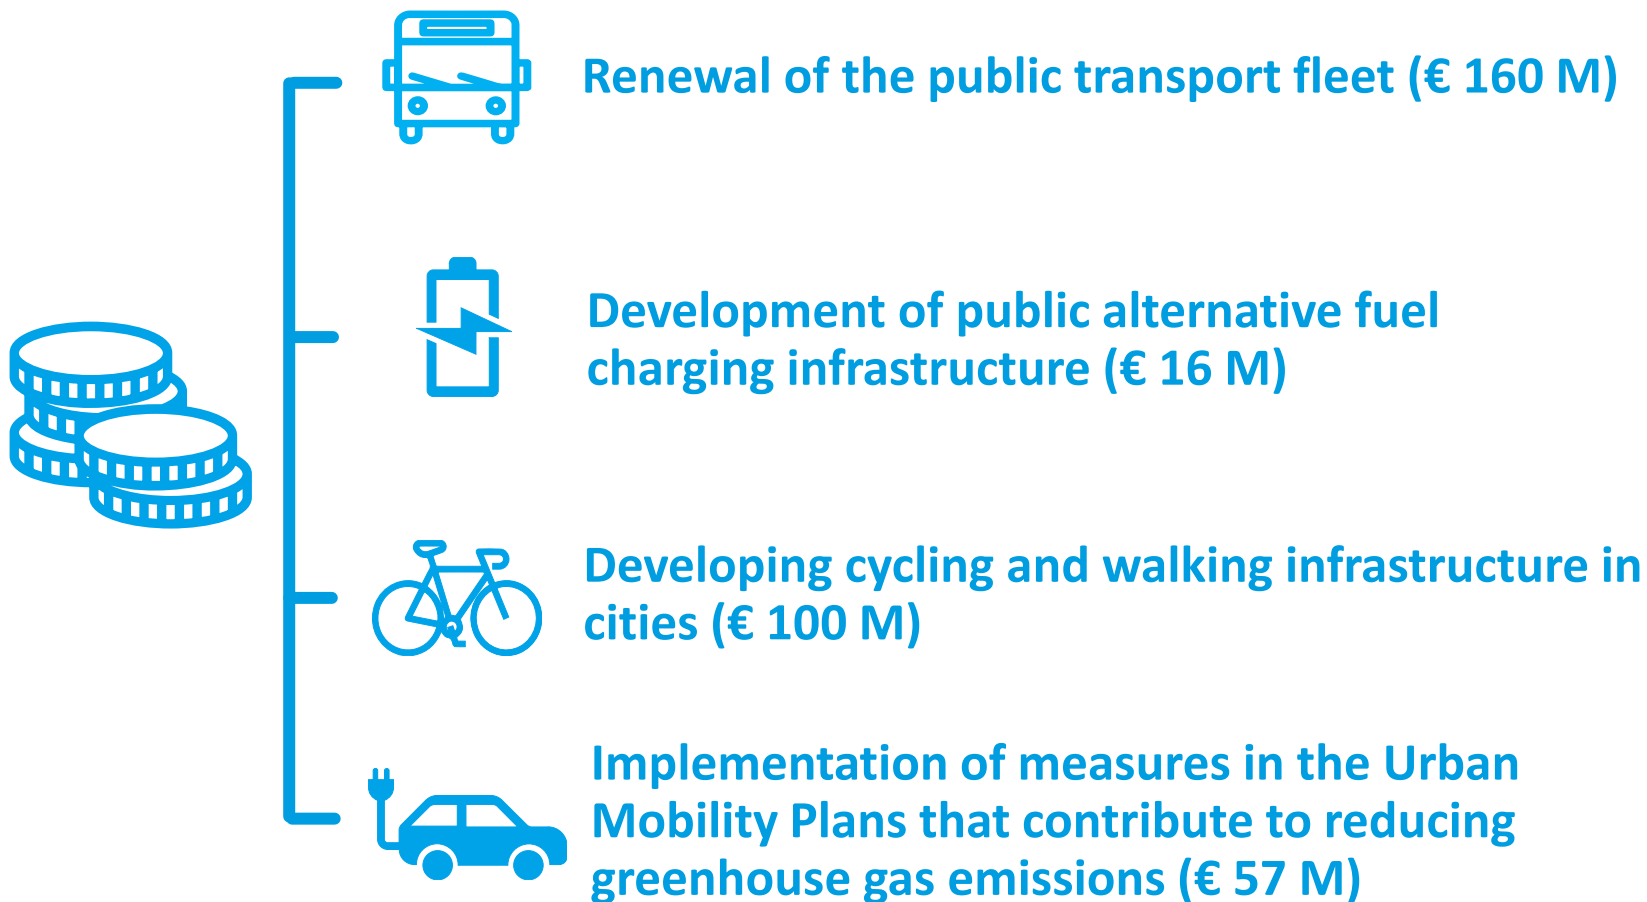 Renewal of the public transport fleet (€ 160 M)
Development of public alternative fuel
charging infrastructure (€ 16 M)
Developing cycling and walking infrastructure in
cities (€ 100 M)
Implementation of measures in the Urban
Mobility Plans that contribute to reducing
greenhouse gas emissions (€ 57 M)